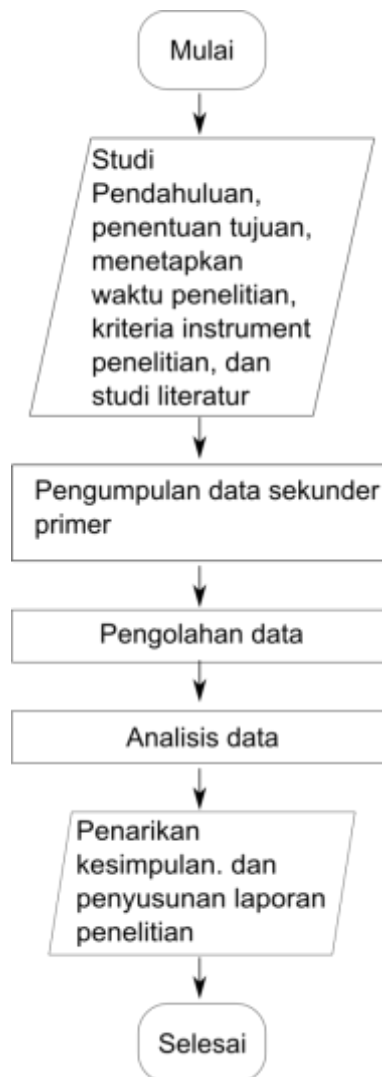 Mulai
Studi
Pendahuluan,
penentuan tujuan,
menetapkan
waktu penelitian,
kriteria instrument
penelitian, dan
studi literatur
Pengumpulan data sekunder
primer
Pengolahan data
Analisis data
Penarikan
kesimpulan. dan
penyusunan laporan
penelitian
Selesai